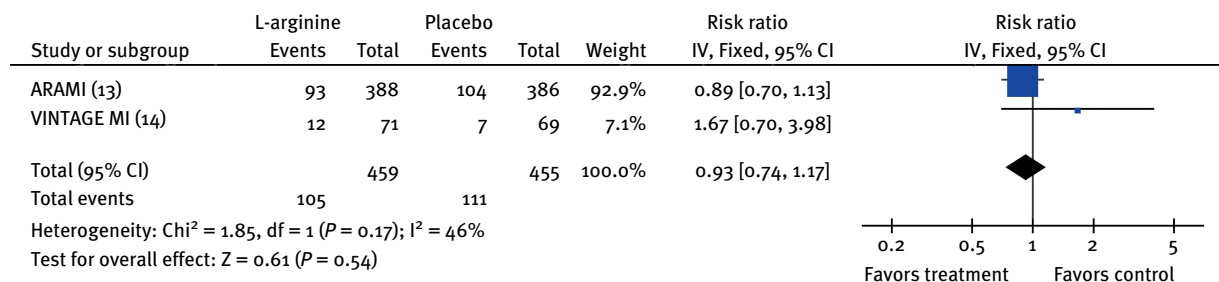 L-arginine Placebo Risk ratio Risk ratio
Study or subgroup Events Total Events Total Weight IV, Fixed, 95% CI IV, Fixed, 95% CI
ARAMI (13) 93 388 104 386 92.9% 0.89 [0.70, 1.13]
VINTAGE MI (14) 12 71 7 69 7.1% 1.67 [0.70, 3.98]
Total (95% CI) 459 455 100.0% 0.93 [0.74, 1.17]
Total events 105 111
Heterogeneity: Chi² = 1.85, df = 1 (P = 0.17); I² = 46%
Test for overall effect: Z = 0.61 (P = 0.54)
0.2 0.5 1 2 5
Favors treatment Favors control